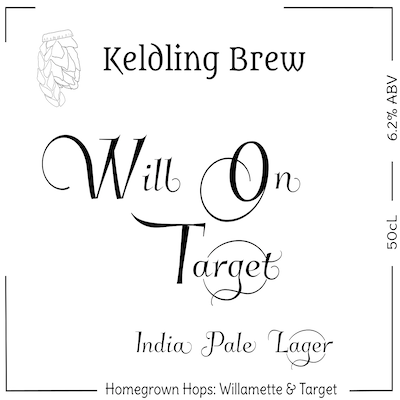 Keldling Brew
Will On
Target
India Pale Lager
6.2% ABV
50cL
Homegrown Hops: Willamette & Target